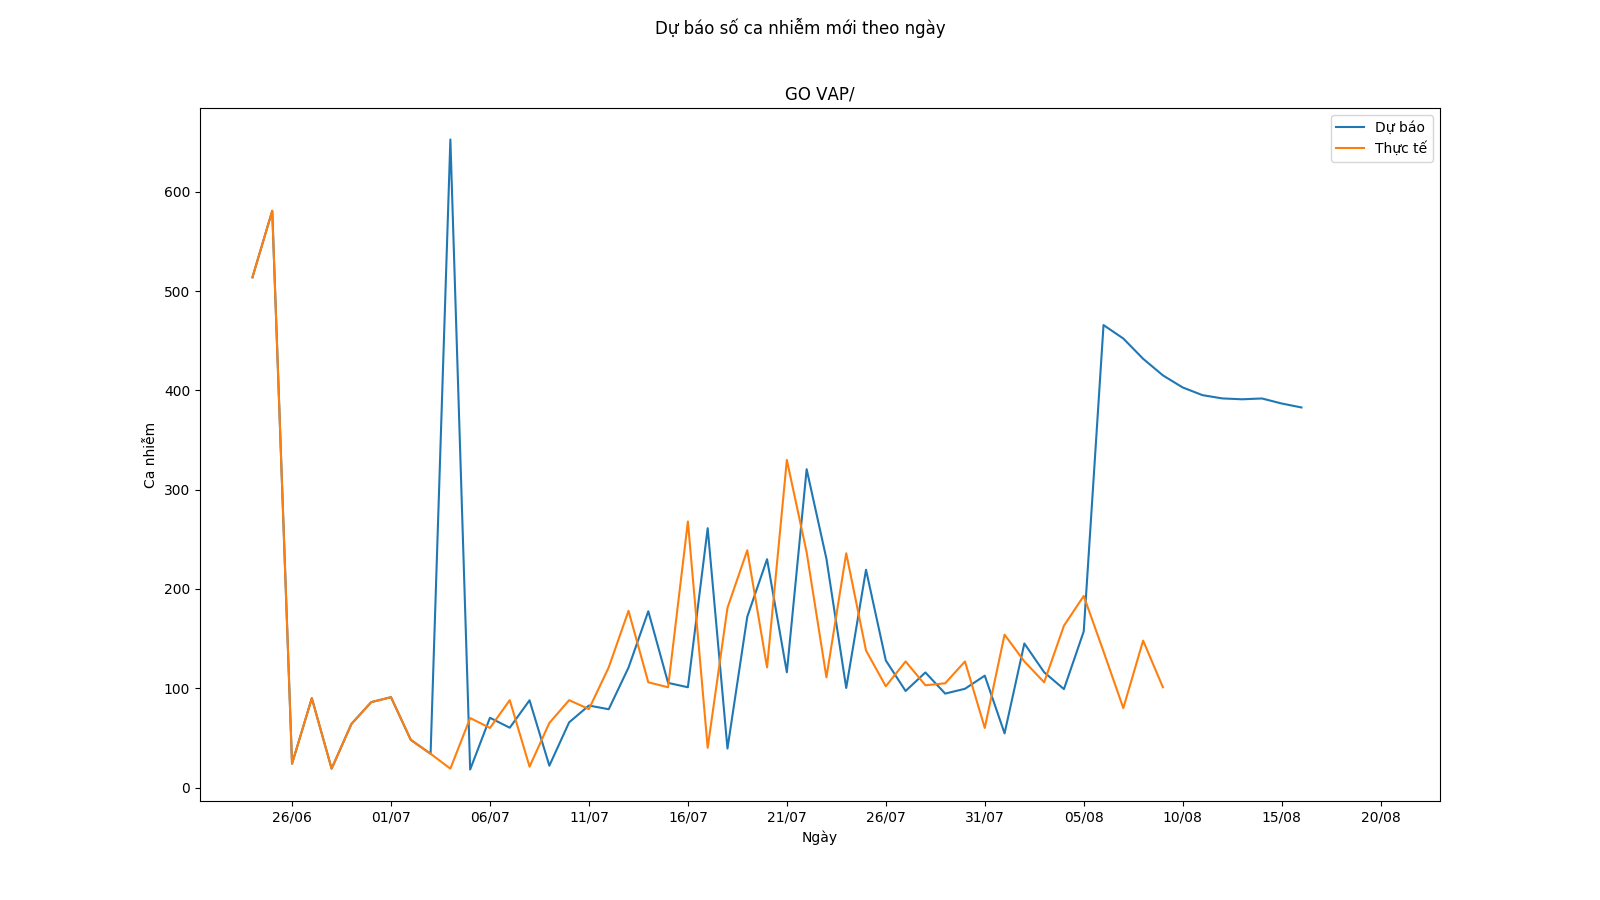 Dự báo số ca nhiễm mới theo ngày
GO VAP/
Dự báo
Thực tế
600
500
400
300
200
100
0
Ca nhiễm
26/06 01/07 06/07 11/07 16/07 21/07 26/07 31/07 05/08 10/08 15/08 20/08
Ngày